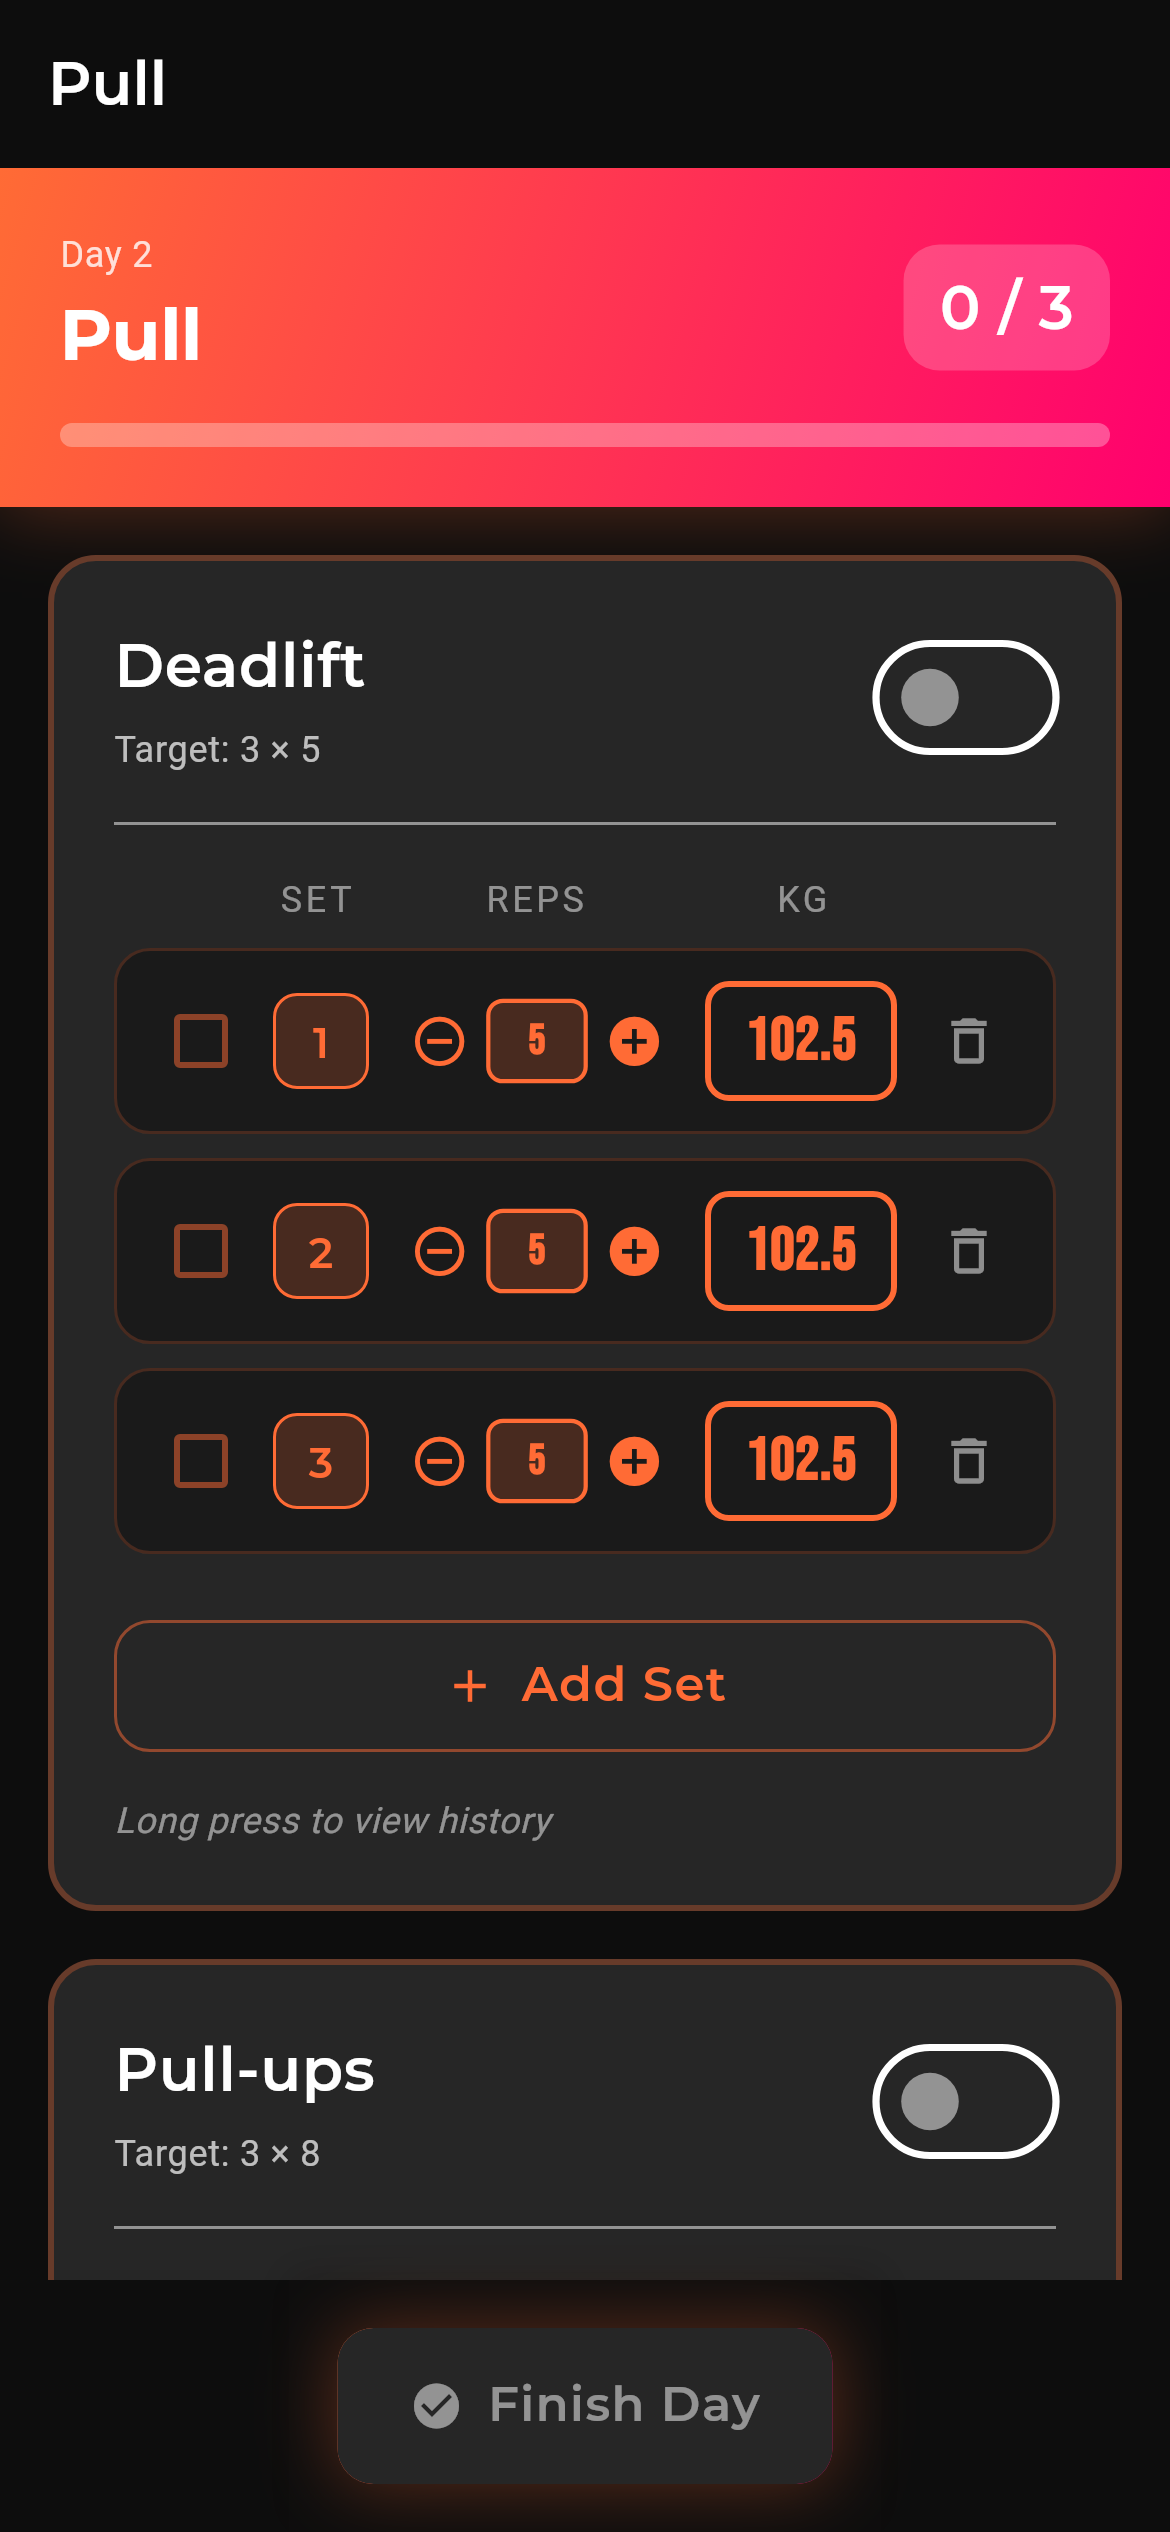 Pull
Day 2
Pull
0 / 3
Deadlift
Target: 3 × 5
SET REPS KG
1 5 102.5
2 5 102.5
3 5 102.5
+ Add Set
Long press to view history
Pull-ups
Target: 3 × 8
Finish Day